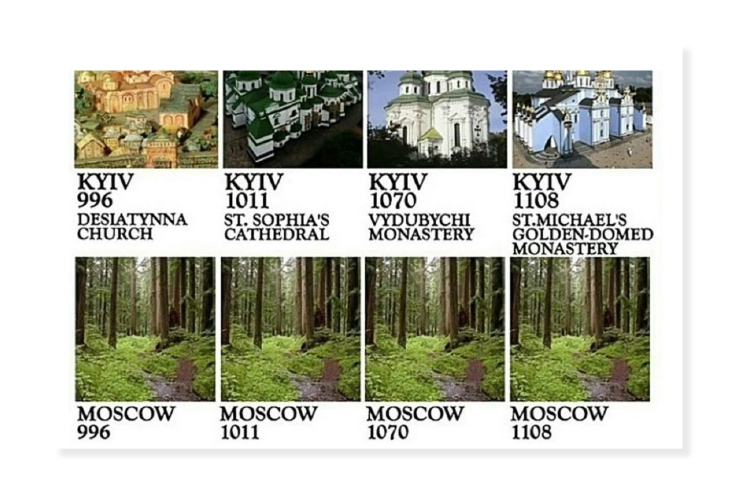 KYIV
996
DESIATYNNA
CHURCH
KYIV
1011
ST. SOPHIA'S
CATHEDRAL
KYIV
1070
VYDUBYCHI
MONASTERY
KYIV
1108
ST.MICHAEL'S
GOLDEN-DOMED
MONASTERY
MOSCOW
996
MOSCOW
1011
MOSCOW
1070
MOSCOW
1108